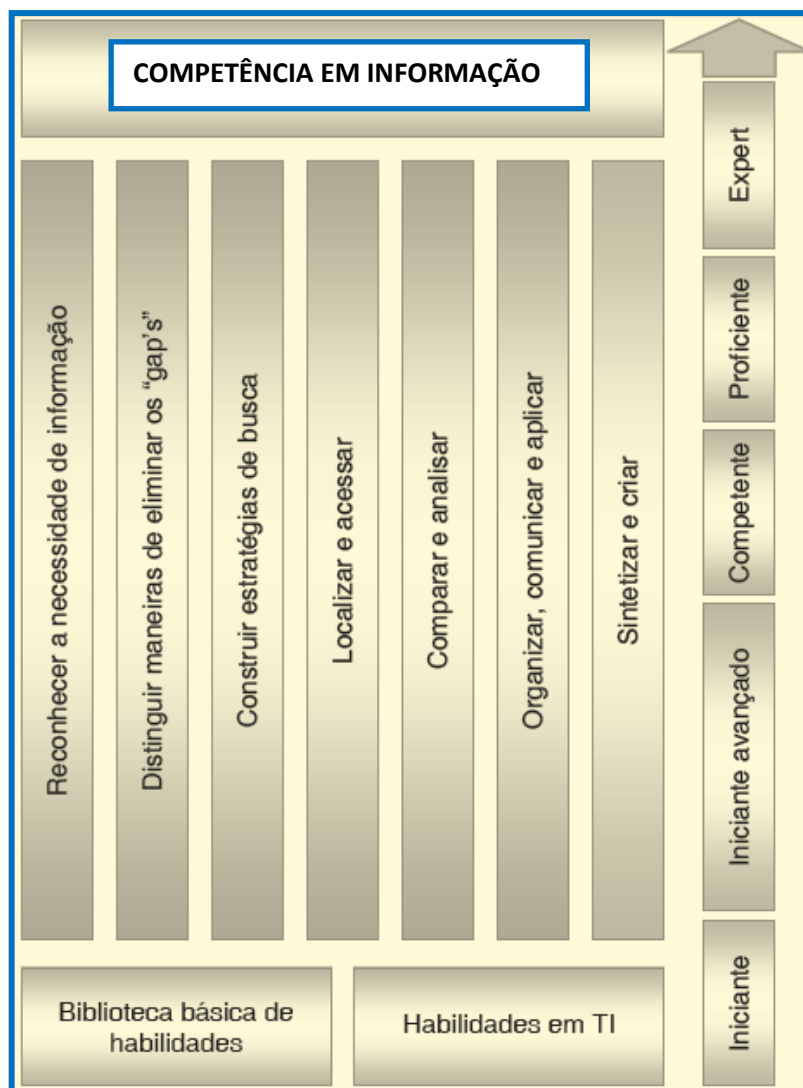 COMPETÊNCIA EM INFORMAÇÃO
Reconhecer a necessidade de informação
Distinguir maneiras de eliminar os “gap’s”
Construir estratégias de busca
Localizar e acessar
Comparar e analisar
Organizar, comunicar e aplicar
Sintetizar e criar
Biblioteca básica de
habilidades
Habilidades em TI
Expert
Proficiente
Competente
Iniciante avançado
Iniciante